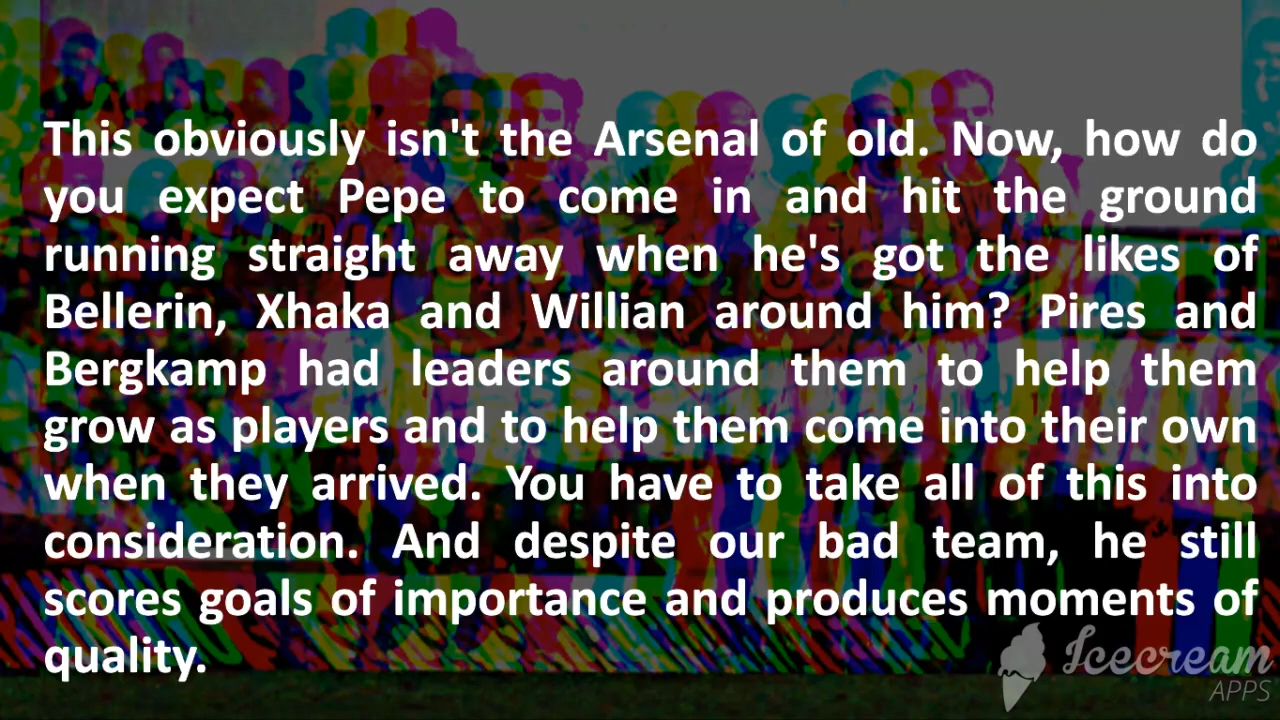 This obviously isn't the Arsenal of old. Now, how do
you expect Pepe to come in and hit the ground
running straight away when he's got the likes of
Bellerin, Xhaka and Willian around him? Pires and
Bergkamp had leaders around them to help them
grow as players and to help them come into their own
when they arrived. You have to take all of this into
consideration. And despite our bad team, he still
scores goals of importance and produces moments of
quality.
Icecream
APPS